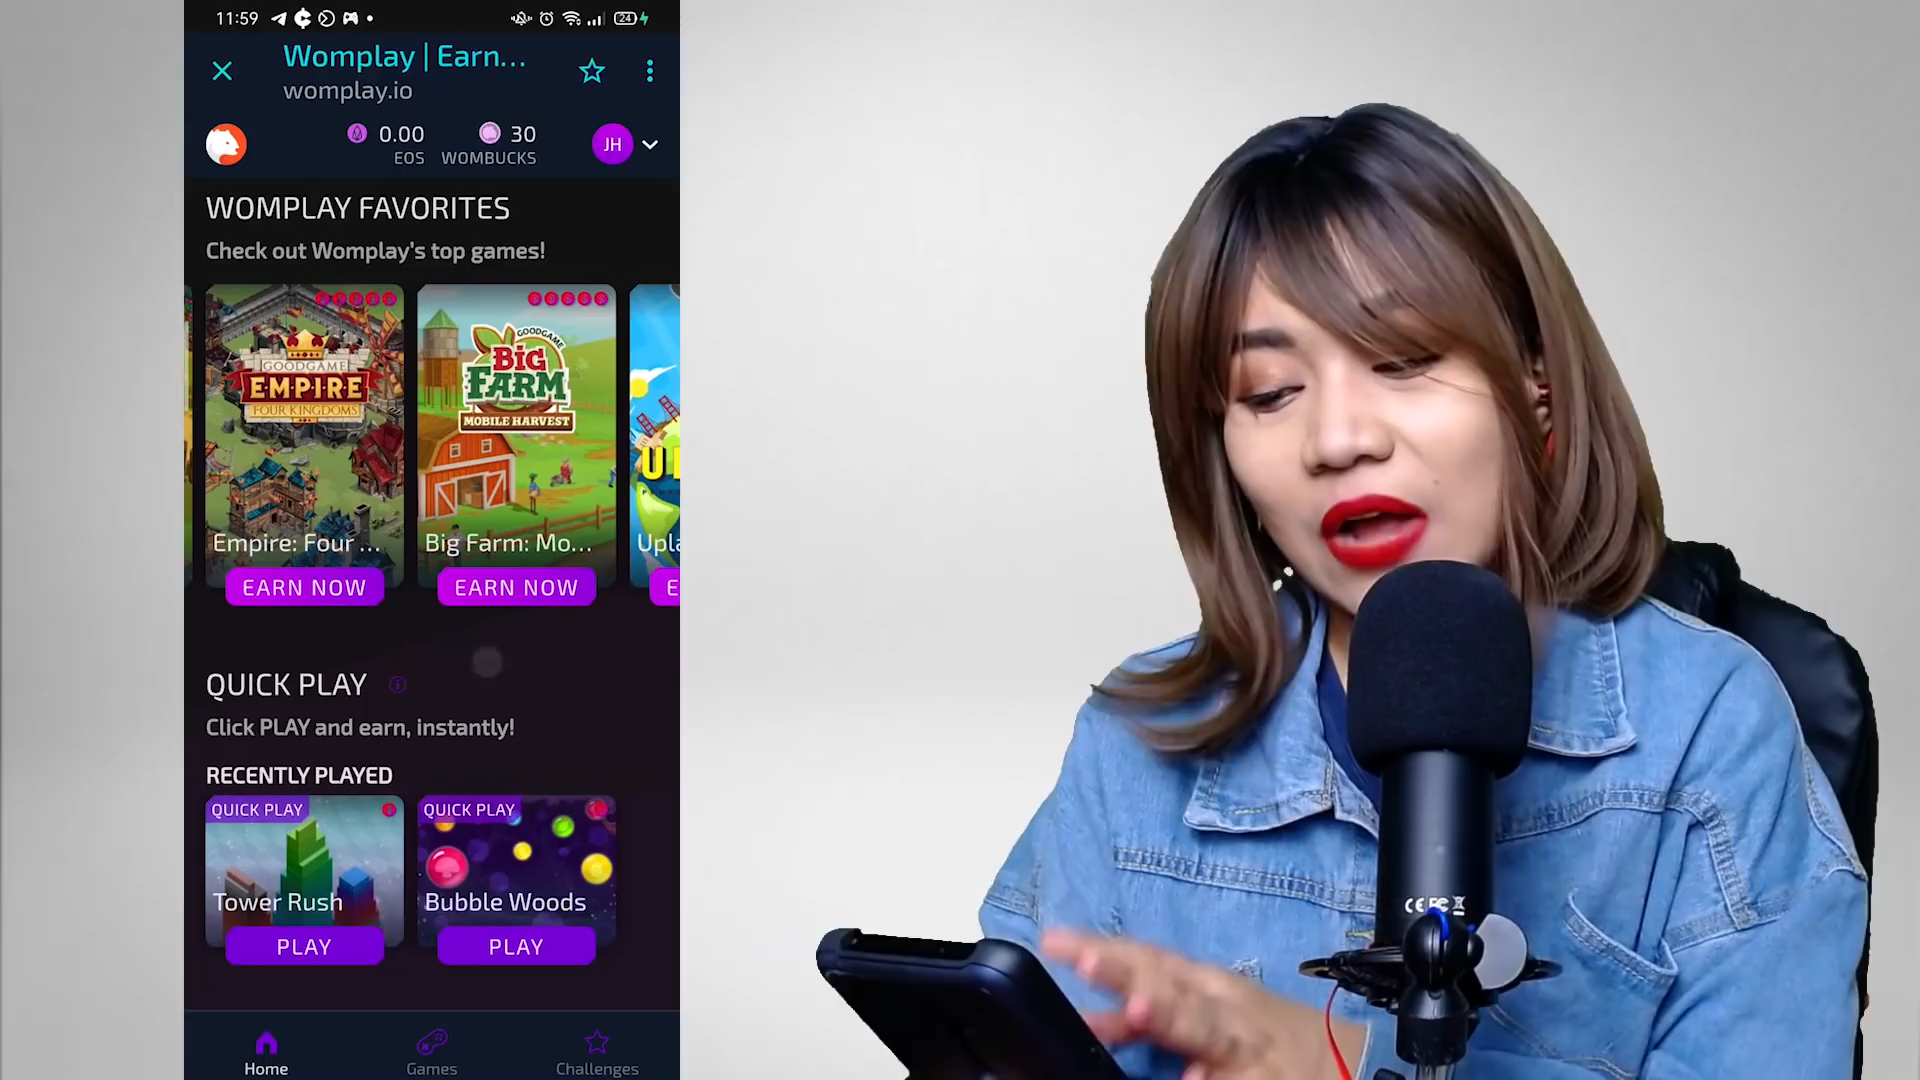 11:59
24
Womplay | Earn...
womplay.io
0.00
EOS
30
WOMBUCKS
JH
WOMPLAY FAVORITES
Check out Womplay's top games!
GOODGAME
EMPIRE
FOUR KINGDOMS
Empire: Four ...
EARN NOW
GOODGAME
BIG
FARM
MOBILE HARVEST
Big Farm: Mo...
EARN NOW
Upla
E
QUICK PLAY
Click PLAY and earn, instantly!
RECENTLY PLAYED
QUICK PLAY
Tower Rush
PLAY
QUICK PLAY
Bubble Woods
PLAY
Home
Games
Challenges
CE FC